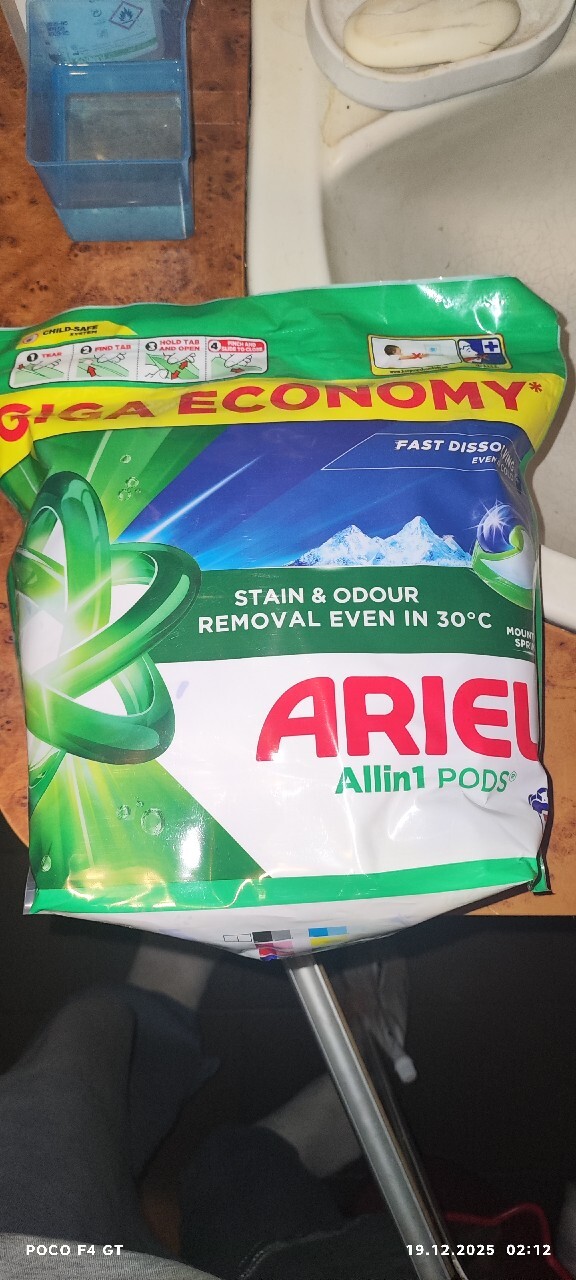 CHILD-SAFE
SYSTEM
1 TEAR
2 FIND TAB
3 HOLD TAB
AND OPEN
4 PINCH AND
SLIDE TO CLOSE
GIGA ECONOMY*
FAST DISSOLVING
EVEN
STAIN & ODOUR
REMOVAL EVEN IN 30°C
MOUNT
SPRI
ARIEL
Allin1 PODS®
POCO F4 GT
19.12.2025 02:12